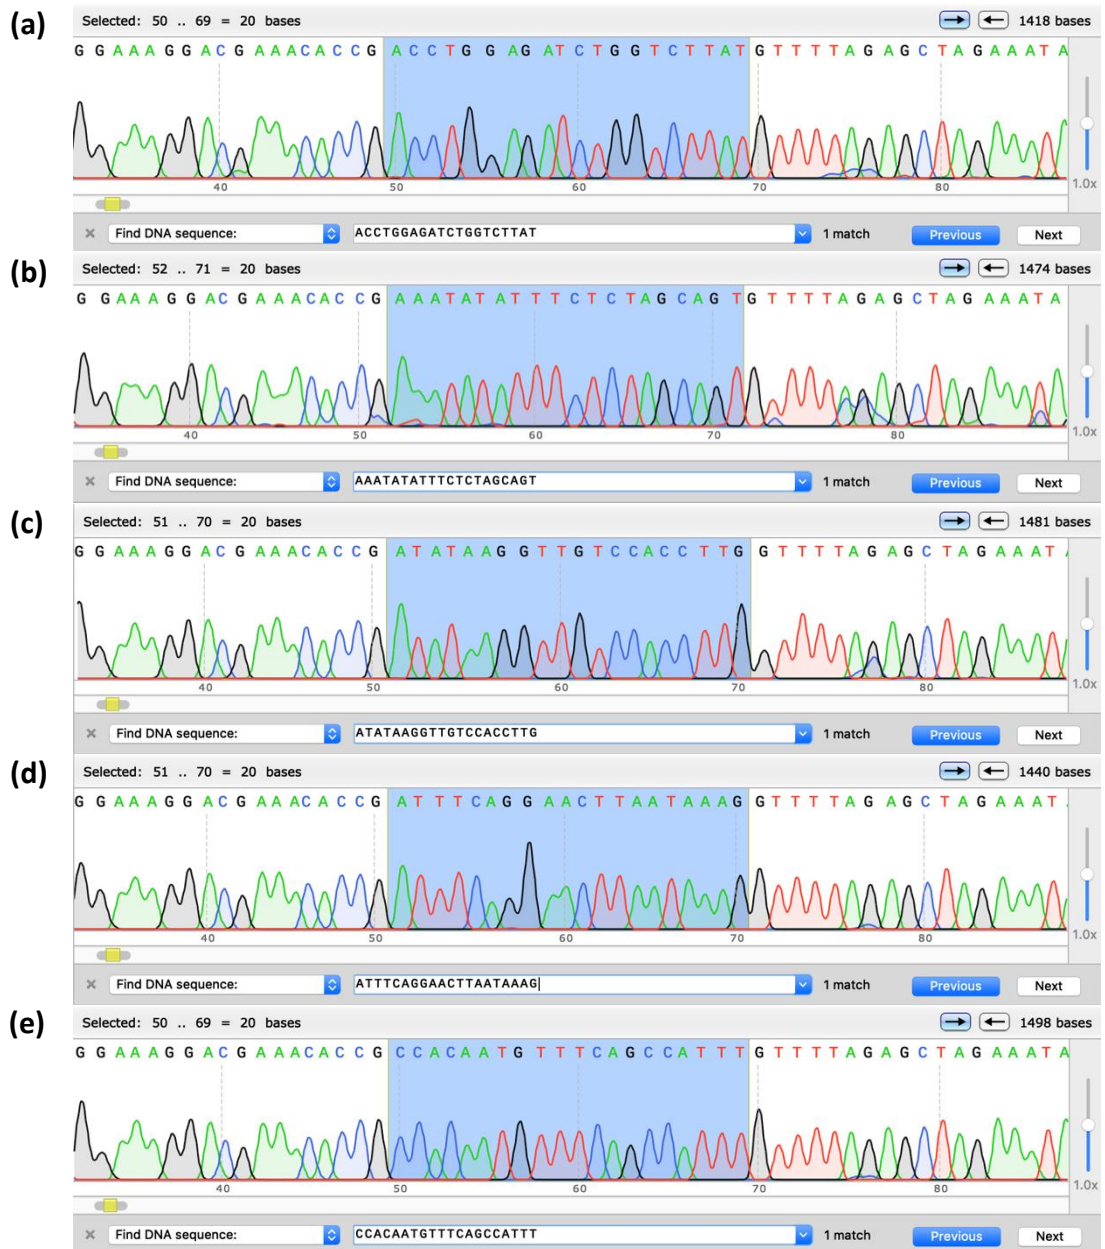 (a)
Selected: 50 .. 69 = 20 bases
1418 bases
GGAAAGGACGAAACACCGACCTGGAGATCTGGTCTTATGTTTTAGAGCTAGAAATA
40 50 60 70 80
1.0x
Find DNA sequence: ACCTGGAGATCTGGTCTTAT 1 match Previous Next
(b)
Selected: 52 .. 71 = 20 bases
1474 bases
GGAAAGGACGAAACACCGAAATATATTTCTCTAGCAGTGTTTTAGAGCTAGAAATA
40 50 60 70 80
1.0x
Find DNA sequence: AAATATATTTCTCTAGCAGT 1 match Previous Next
(c)
Selected: 51 .. 70 = 20 bases
1481 bases
GGAAAGGACGAAACACCGATATAAGGTTGTCCACCTTGGTTTTAGAGCTAGAAATA
40 50 60 70 80
1.0x
Find DNA sequence: ATATAAGGTTGTCCACCTTG 1 match Previous Next
(d)
Selected: 51 .. 70 = 20 bases
1440 bases
GGAAAGGACGAAACACCGATTTCAGGAACTTAATAAAGGTTTTAGAGCTAGAAATA
40 50 60 70 80
1.0x
Find DNA sequence: ATTTCAGGAACTTAATAAAG 1 match Previous Next
(e)
Selected: 50 .. 69 = 20 bases
1498 bases
GGAAAGGACGAAACACCGCCACAATGTTTCAGCCATTTGTTTTAGAGCTAGAAATA
40 50 60 70 80
1.0x
Find DNA sequence: CCACAATGTTTCAGCCATTT 1 match Previous Next